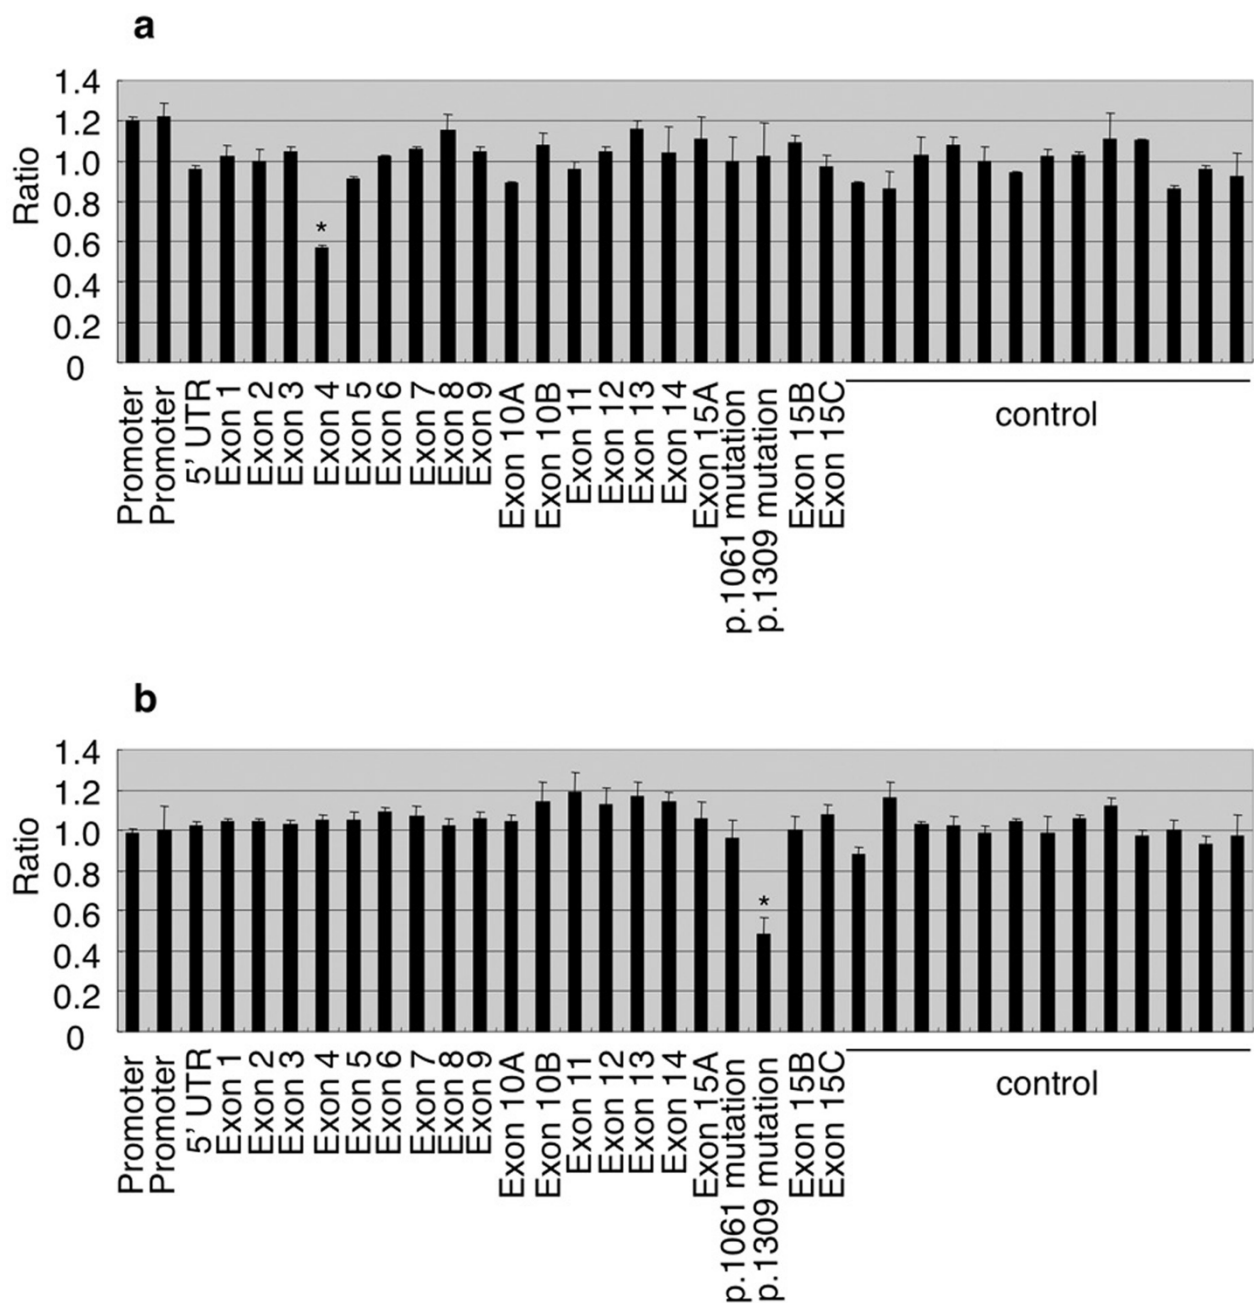 a
1.4
1.2
1.0
0.8
0.6
0.4
0.2
0
Ratio
*
Promoter
Promoter
5’ UTR
Exon 1
Exon 2
Exon 3
Exon 4
Exon 5
Exon 6
Exon 7
Exon 8
Exon 9
Exon 10A
Exon 10B
Exon 11
Exon 12
Exon 13
Exon 14
Exon 15A
p.1061 mutation
p.1309 mutation
Exon 15B
Exon 15C
control
b
1.4
1.2
1.0
0.8
0.6
0.4
0.2
0
Ratio
*
Promoter
Promoter
5’ UTR
Exon 1
Exon 2
Exon 3
Exon 4
Exon 5
Exon 6
Exon 7
Exon 8
Exon 9
Exon 10A
Exon 10B
Exon 11
Exon 12
Exon 13
Exon 14
Exon 15A
p.1061 mutation
p.1309 mutation
Exon 15B
Exon 15C
control